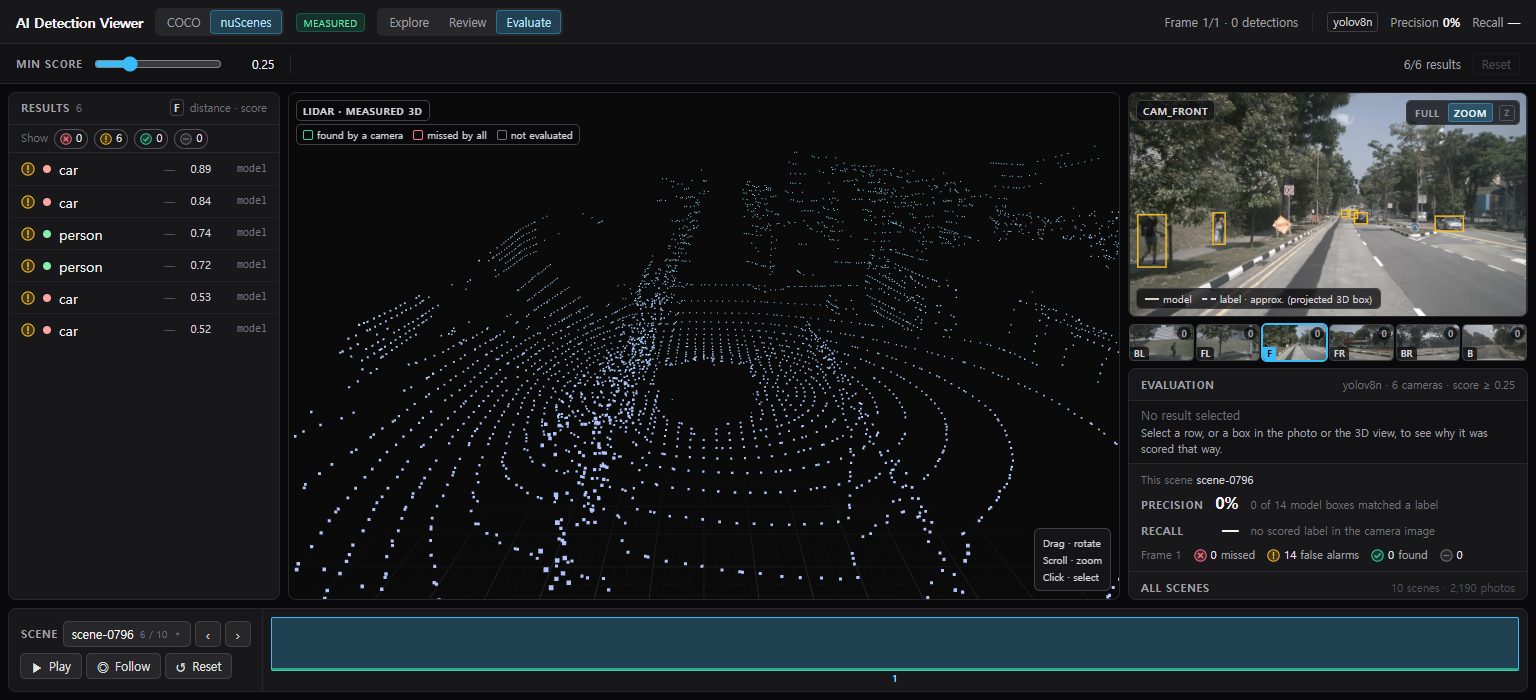 AI Detection Viewer COCO nuScenes MEASURED Explore Review Evaluate Frame 1/1 · 0 detections yolov8n Precision 0% Recall —
MIN SCORE 0.25 6/6 results Reset
RESULTS 6 F distance · score
Show 0 6 0 0
car — 0.89 model
car — 0.84 model
person — 0.74 model
person — 0.72 model
car — 0.53 model
car — 0.52 model
LIDAR · MEASURED 3D
found by a camera missed by all not evaluated
Drag · rotate
Scroll · zoom
Click · select
CAM_FRONT FULL ZOOM Z
model label · approx. (projected 3D box)
0 0 0 0 0 0
BL FL F FR BR B
EVALUATION yolov8n · 6 cameras · score ≥ 0.25
No result selected
Select a row, or a box in the photo or the 3D view, to see why it was
scored that way.
This scene scene-0796
PRECISION 0% 0 of 14 model boxes matched a label
RECALL — no scored label in the camera image
Frame 1 0 missed 14 false alarms 0 found 0
ALL SCENES 10 scenes · 2,190 photos
SCENE scene-0796 6 / 10 ‹ ›
Play Follow Reset
1